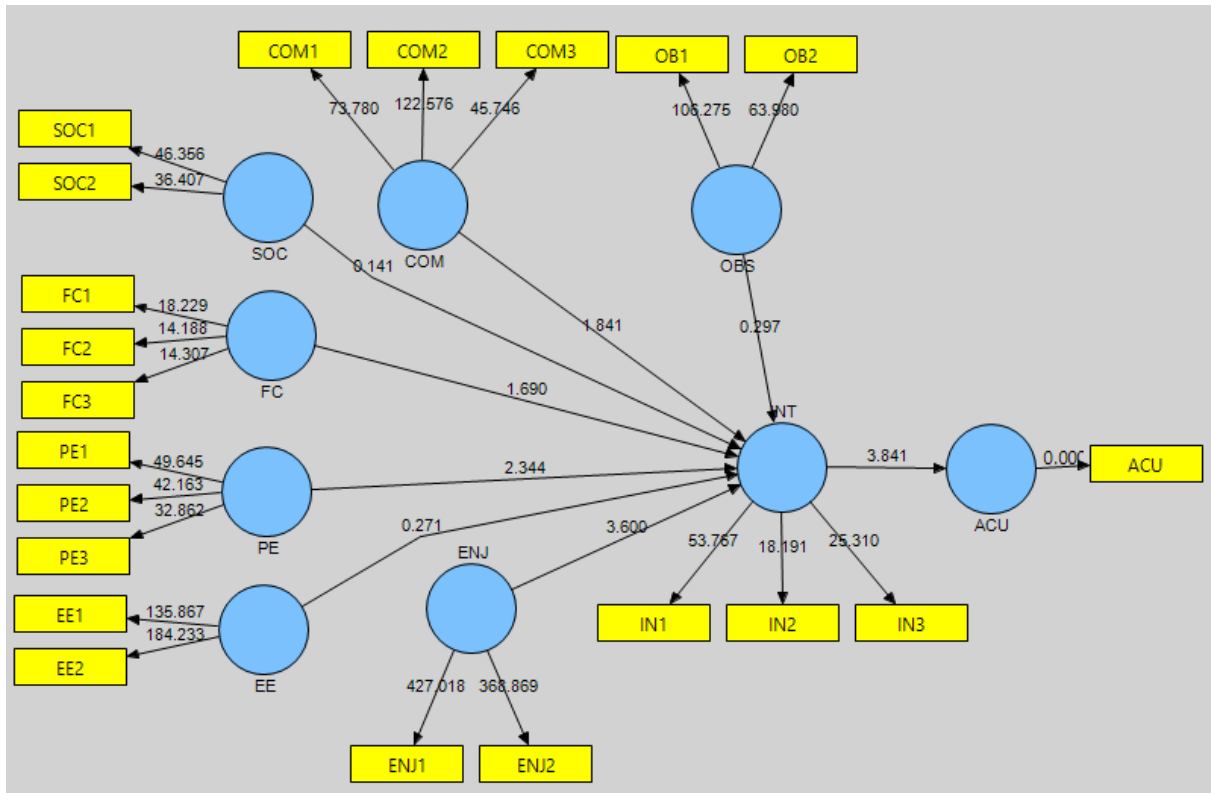 COM1 COM2 COM3 OB1 OB2
73.780 122.576 45.746 106.275 63.980
SOC1
46.356
SOC2
36.407
SOC COM OBS
0.141
FC1
18.229
FC2
14.188
14.307
FC3
FC
1.841
0.297
1.690
PE1
49.645
PE2
42.163
32.862
PE3
PE
2.344
INT
3.841
ACU
0.000
ACU
0.271
3.600
ENJ
53.767 18.191 25.310
EE1
135.867
184.233
EE2
EE
IN1 IN2 IN3
427.018 368.869
ENJ1 ENJ2